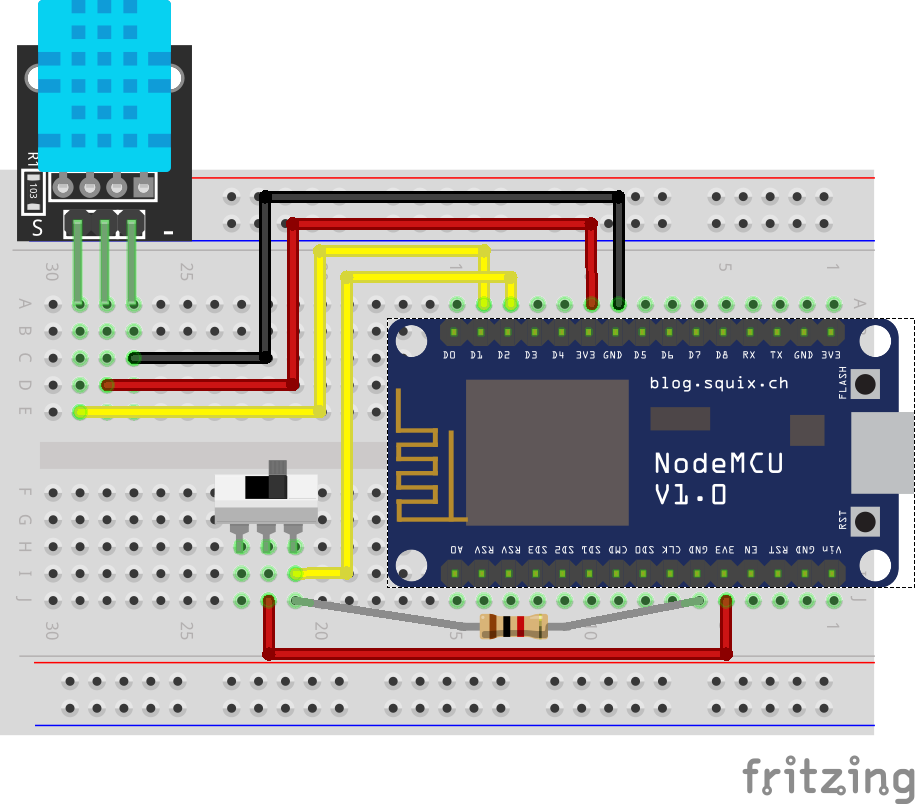 R1
103
S
-
30
25
1
5
1
A
A
B
C
D
E
D0 D1 D2 D3 D4 3V3 GND D5 D6 D7 D8 RX TX GND 3V3
blog.squix.ch
FLASH
NodeMCU
V1.0
RST
F
G
H
I
J
A0 RSV RSV SD3 SD2 SD1 CMD SD0 CLK GND 3V3 EN RST GND Vin
30
25
20
15
10
1
fritzing